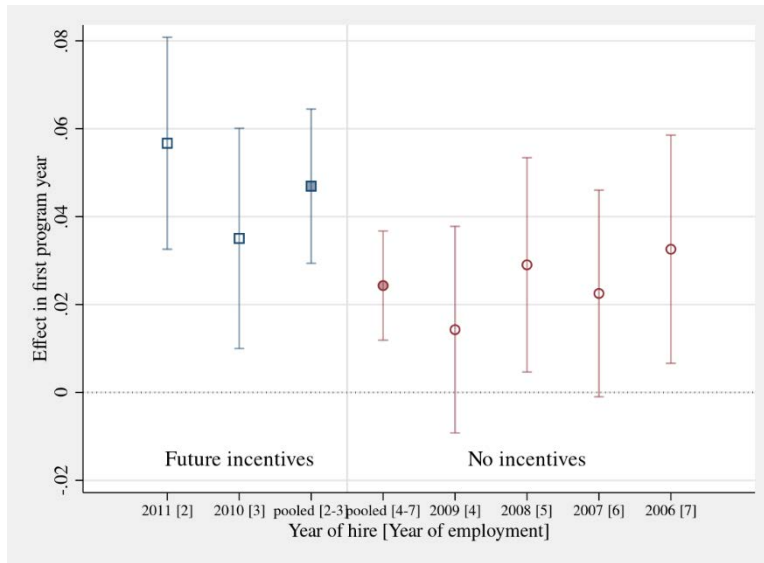 Effect in first program year
.08
.06
.04
.02
0
-.02
Future incentives
No incentives
2011 [2] 2010 [3] pooled [2-3] pooled [4-7] 2009 [4] 2008 [5] 2007 [6] 2006 [7]
Year of hire [Year of employment]